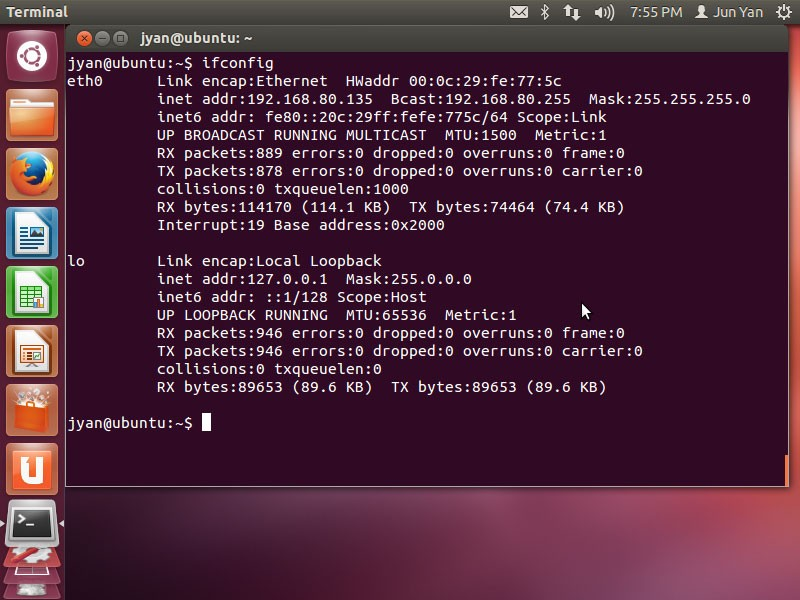 Terminal
7:55 PM Jun Yan
jyan@ubuntu: ~
jyan@ubuntu:~$ ifconfig
eth0 Link encap:Ethernet HWaddr 00:0c:29:fe:77:5c
inet addr:192.168.80.135 Bcast:192.168.80.255 Mask:255.255.255.0
inet6 addr: fe80::20c:29ff:fefe:775c/64 Scope:Link
UP BROADCAST RUNNING MULTICAST MTU:1500 Metric:1
RX packets:889 errors:0 dropped:0 overruns:0 frame:0
TX packets:878 errors:0 dropped:0 overruns:0 carrier:0
collisions:0 txqueuelen:1000
RX bytes:114170 (114.1 KB) TX bytes:74464 (74.4 KB)
Interrupt:19 Base address:0x2000
lo Link encap:Local Loopback
inet addr:127.0.0.1 Mask:255.0.0.0
inet6 addr: ::1/128 Scope:Host
UP LOOPBACK RUNNING MTU:65536 Metric:1
RX packets:946 errors:0 dropped:0 overruns:0 frame:0
TX packets:946 errors:0 dropped:0 overruns:0 carrier:0
collisions:0 txqueuelen:0
RX bytes:89653 (89.6 KB) TX bytes:89653 (89.6 KB)
jyan@ubuntu:~$